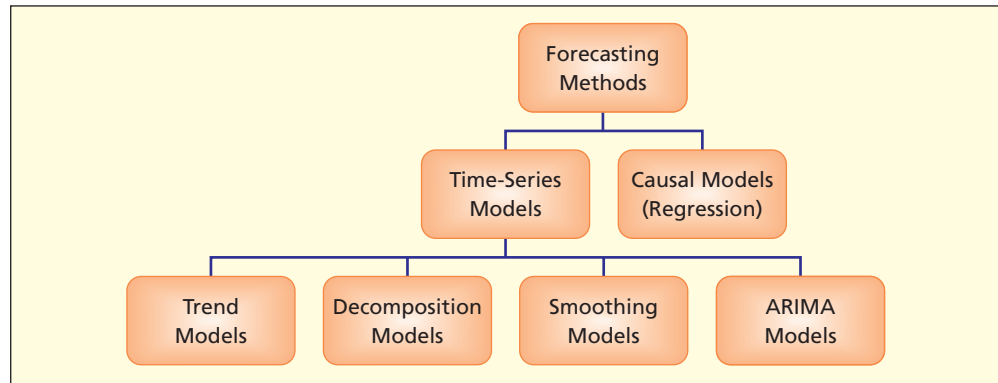 Forecasting
Methods
Time-Series
Models
Causal Models
(Regression)
Trend
Models
Decomposition
Models
Smoothing
Models
ARIMA
Models